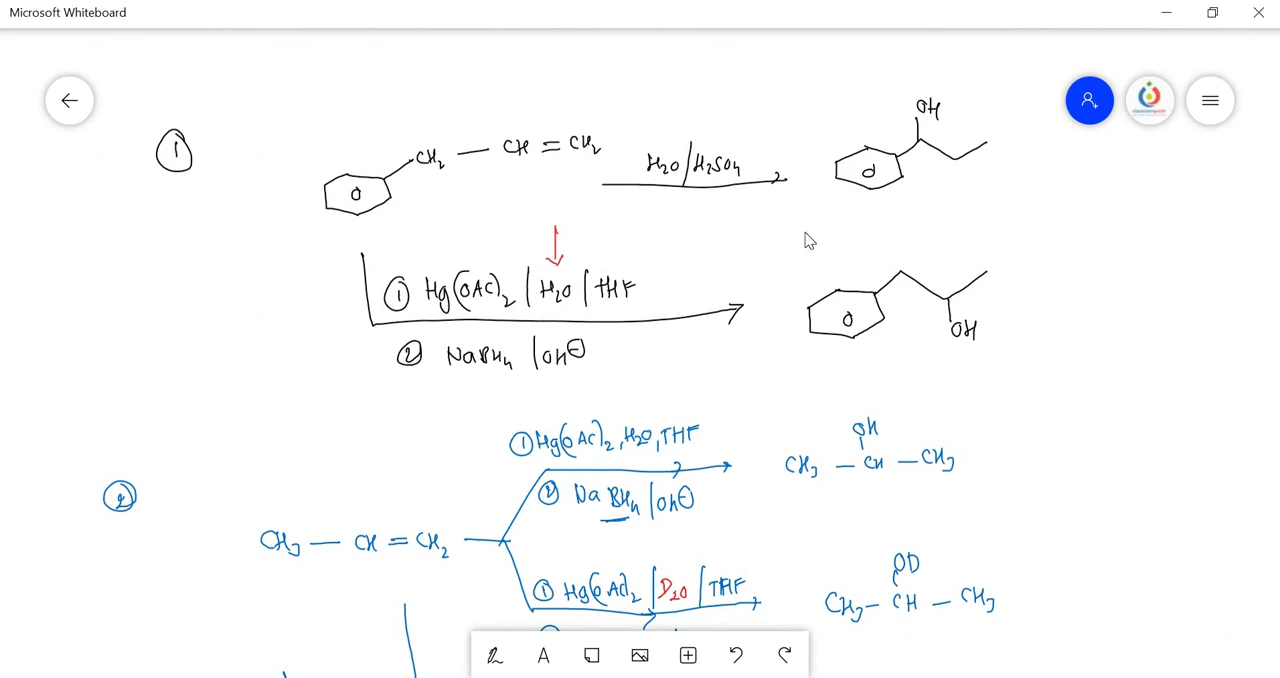 Microsoft Whiteboard
①
CH2 — CH = CH2
H2O/H2SO4
OH
① Hg(OAc)2 | H2O | THF
② NaBH4 | OH⊖
OH
②
CH3 — CH = CH2
① Hg(OAc)2, H2O, THF
② NaBH4 | OH⊖
OH
CH3 — CH — CH3
① Hg(OAc)2 | D2O | THF
OD
CH3 — CH — CH3
A